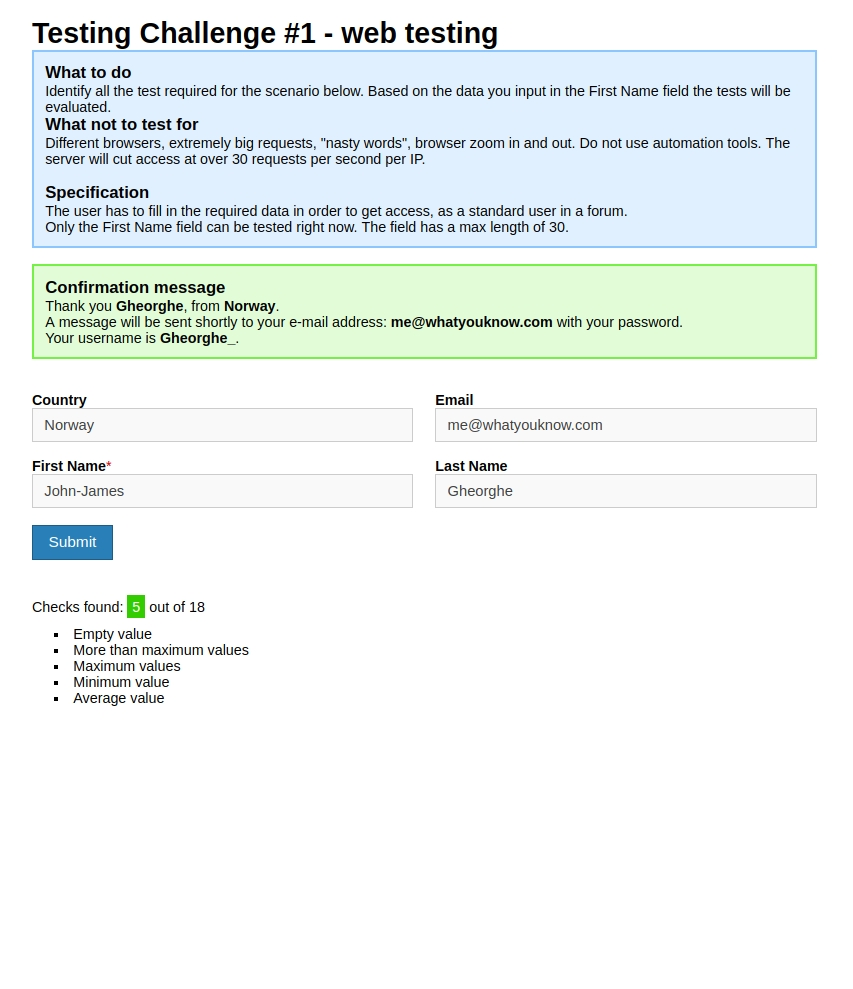 Testing Challenge #1 - web testing
What to do
Identify all the test required for the scenario below. Based on the data you input in the First Name field the tests will be
evaluated.
What not to test for
Different browsers, extremely big requests, "nasty words", browser zoom in and out. Do not use automation tools. The
server will cut access at over 30 requests per second per IP.
Specification
The user has to fill in the required data in order to get access, as a standard user in a forum.
Only the First Name field can be tested right now. The field has a max length of 30.
Confirmation message
Thank you Gheorghe, from Norway.
A message will be sent shortly to your e-mail address: me@whatyouknow.com with your password.
Your username is Gheorghe_.
Country Email
Norway me@whatyouknow.com
First Name* Last Name
John-James Gheorghe
Submit
Checks found: 5 out of 18
Empty value
More than maximum values
Maximum values
Minimum value
Average value